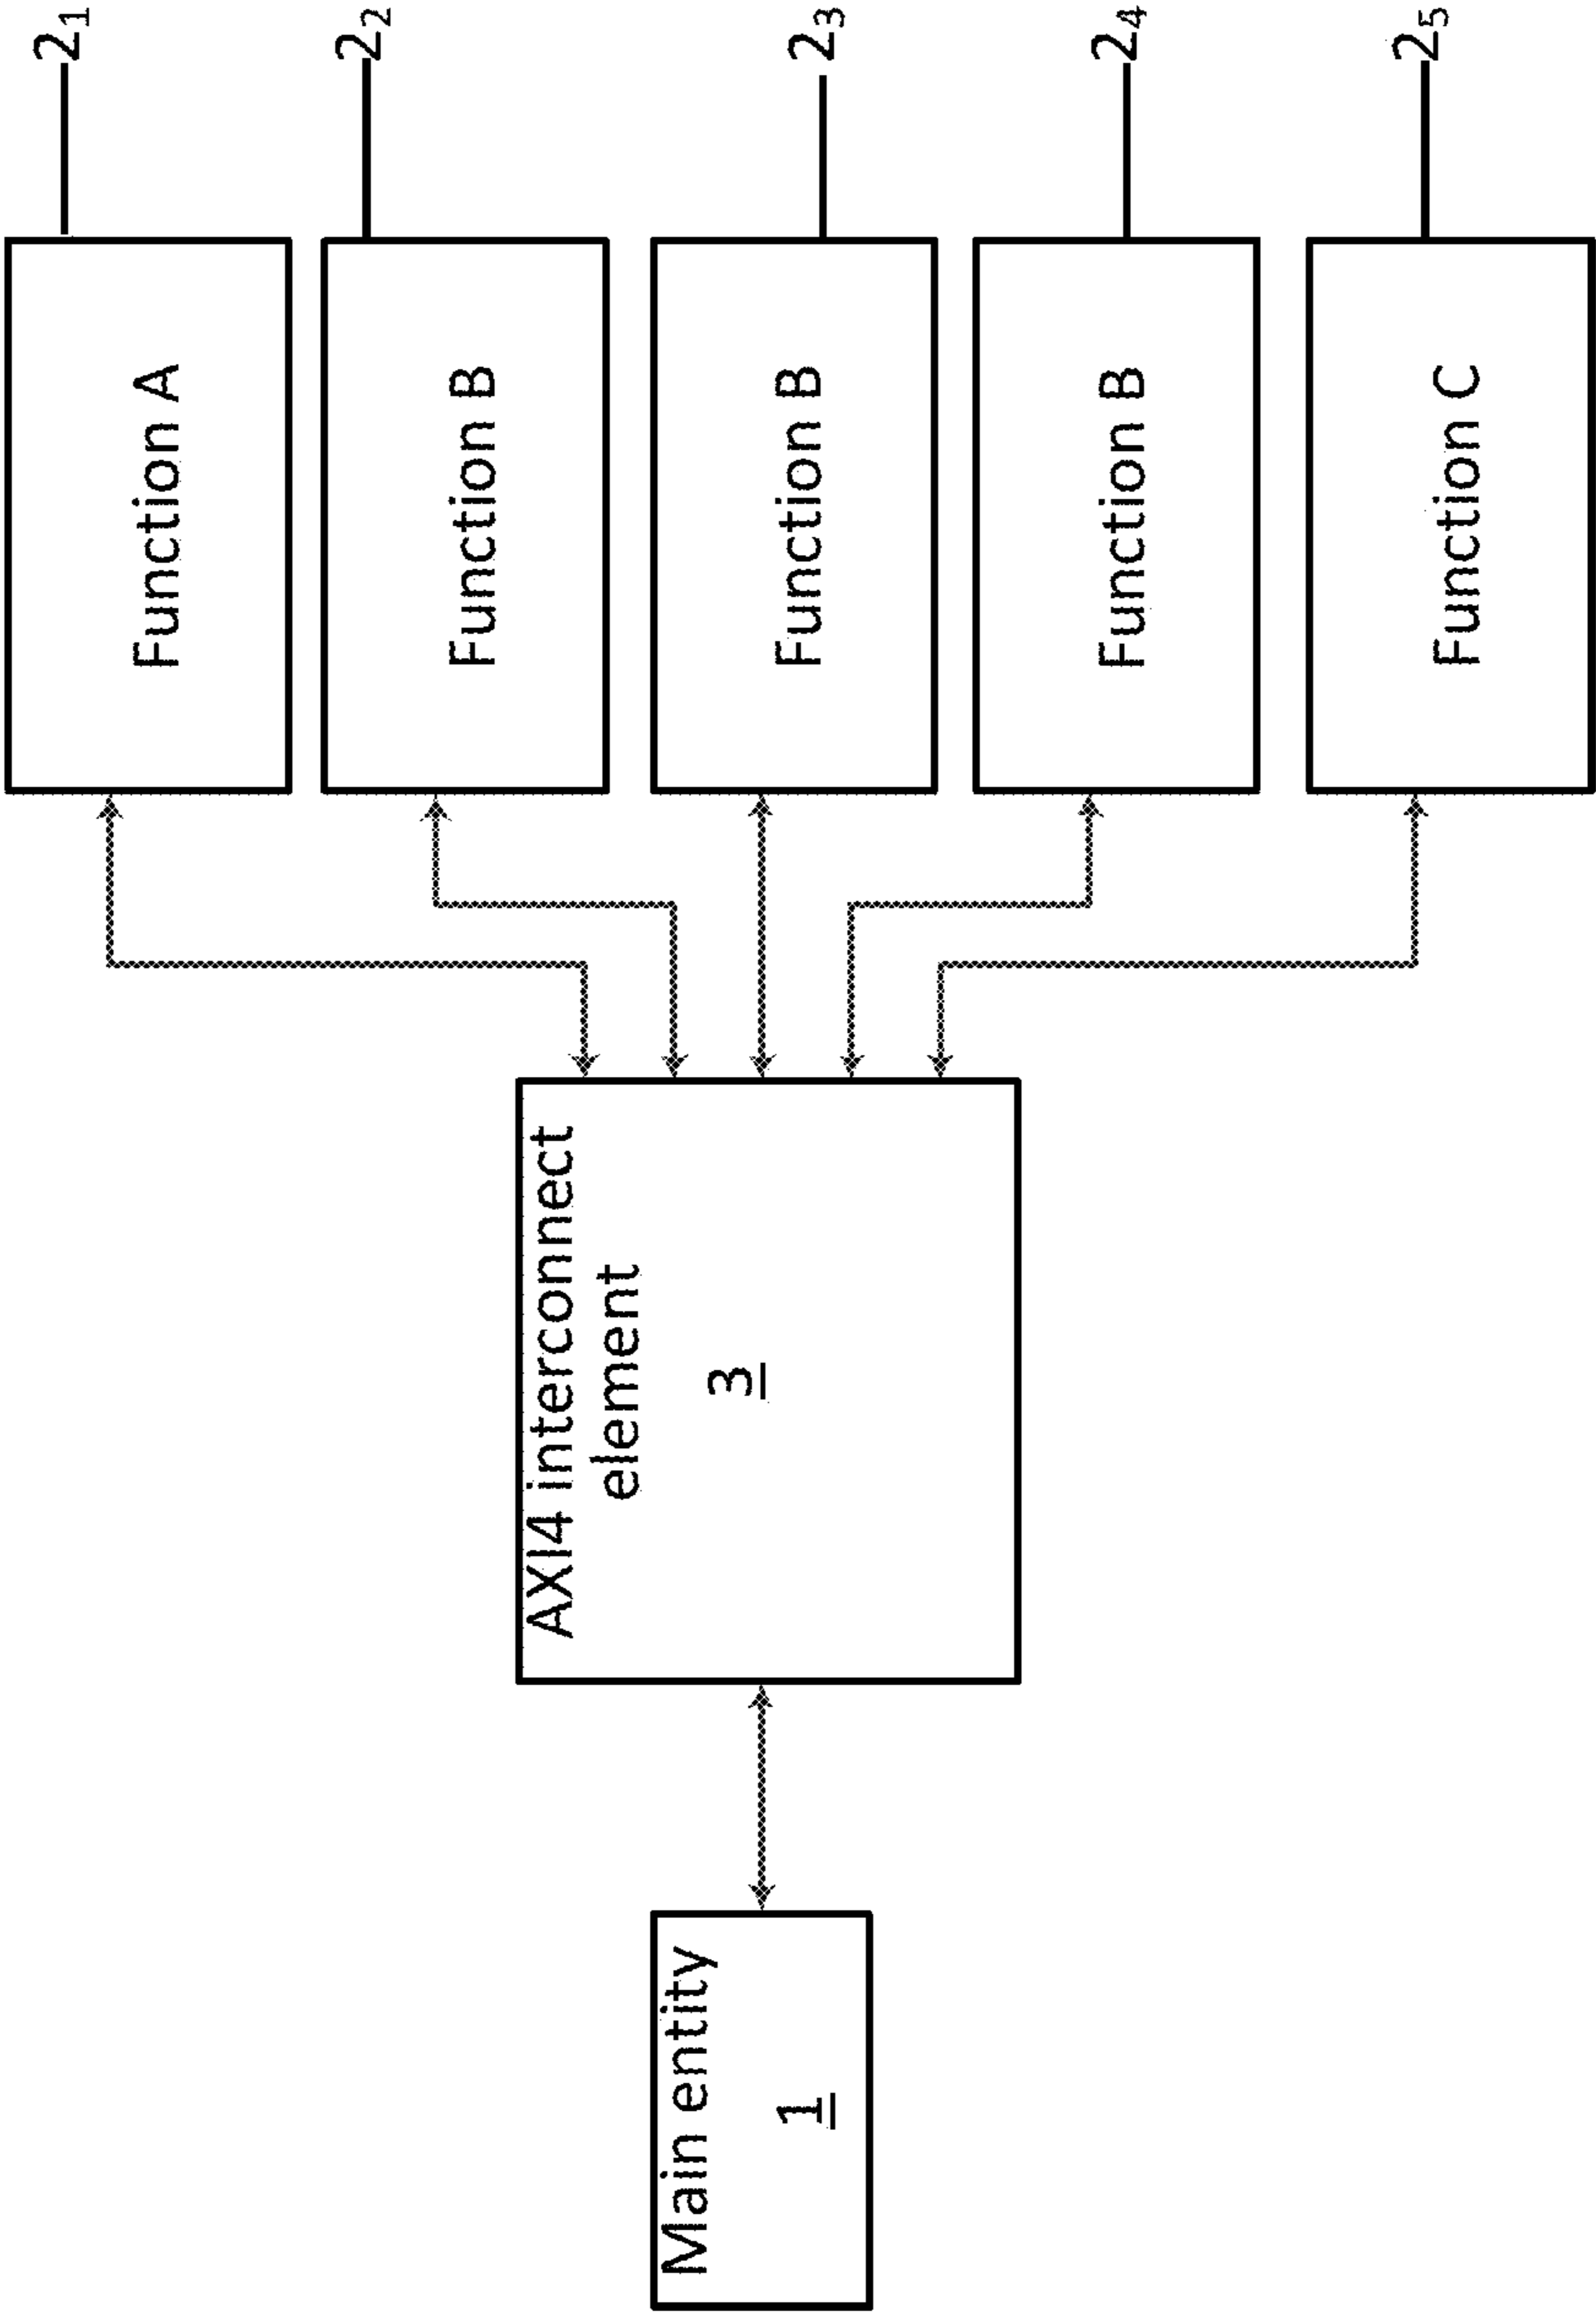 Main entity
1
AXI4 interconnect
element
3
Function A
2₁
Function B
2₂
Function B
2₃
Function B
2₄
Function C
2₅